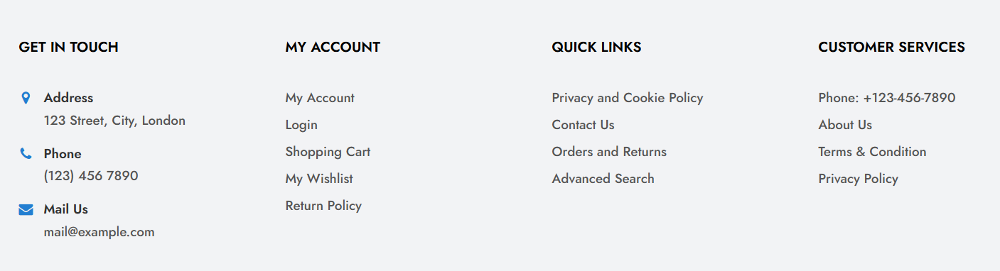 GET IN TOUCH
Address
123 Street, City, London
Phone
(123) 456 7890
Mail Us
mail@example.com
MY ACCOUNT
My Account
Login
Shopping Cart
My Wishlist
Return Policy
QUICK LINKS
Privacy and Cookie Policy
Contact Us
Orders and Returns
Advanced Search
CUSTOMER SERVICES
Phone: +123-456-7890
About Us
Terms & Condition
Privacy Policy